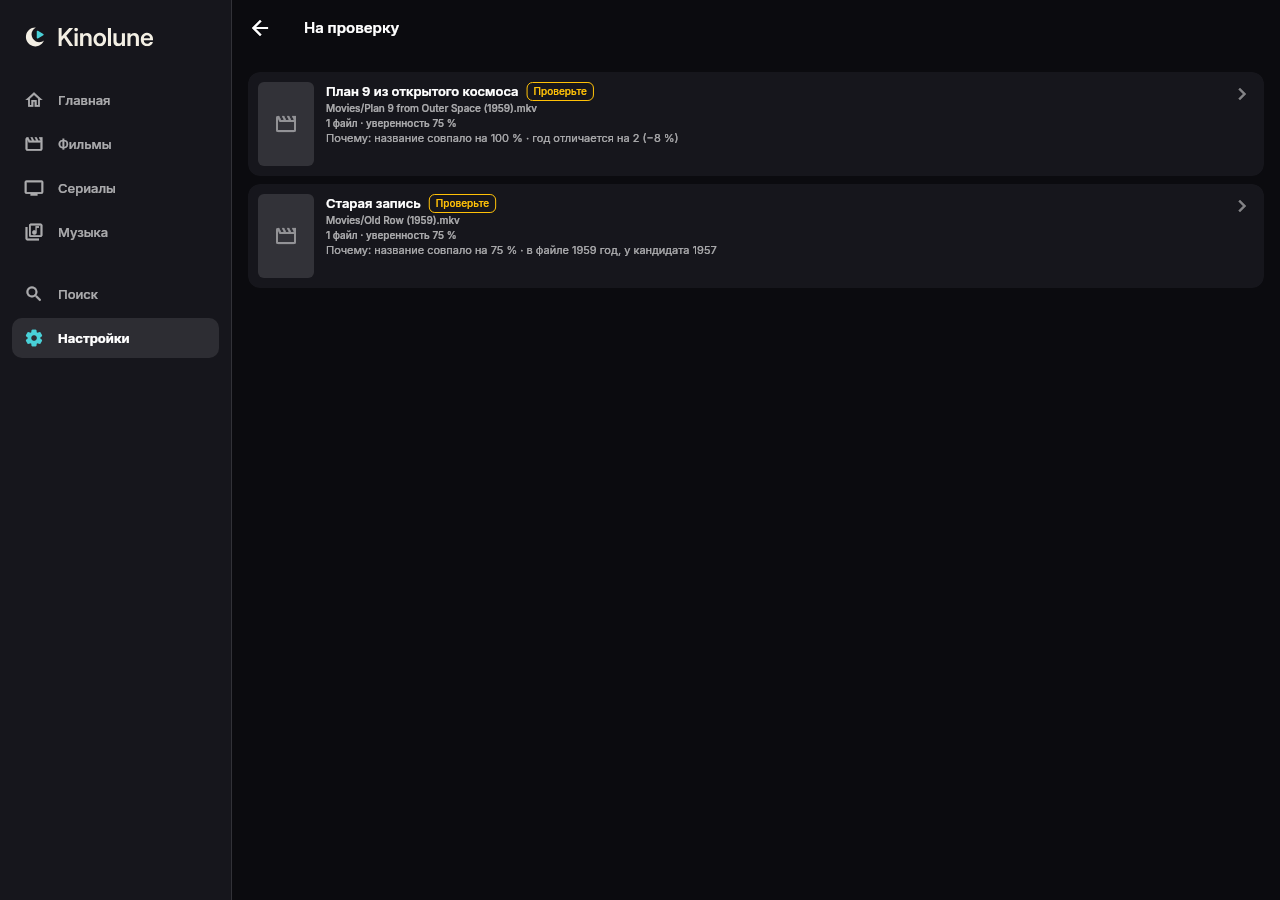 Kinolune
Главная
Фильмы
Сериалы
Музыка
Поиск
Настройки
На проверку
План 9 из открытого космоса Проверьте
Movies/Plan 9 from Outer Space (1959).mkv
1 файл · уверенность 75 %
Почему: название совпало на 100 % · год отличается на 2 (−8 %)
Старая запись Проверьте
Movies/Old Row (1959).mkv
1 файл · уверенность 75 %
Почему: название совпало на 75 % · в файле 1959 год, у кандидата 1957